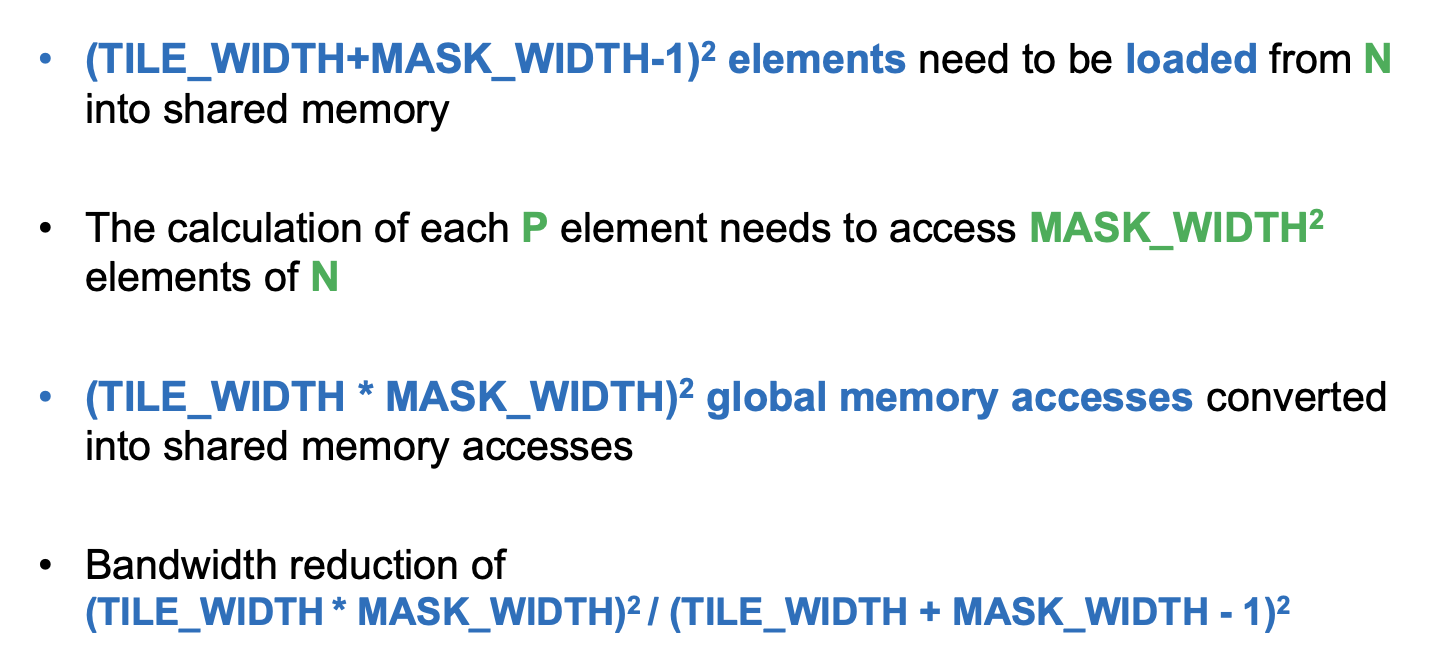 • (TILE_WIDTH+MASK_WIDTH-1)² elements need to be loaded from N
into shared memory
• The calculation of each P element needs to access MASK_WIDTH²
elements of N
• (TILE_WIDTH * MASK_WIDTH)² global memory accesses converted
into shared memory accesses
• Bandwidth reduction of
(TILE_WIDTH * MASK_WIDTH)² / (TILE_WIDTH + MASK_WIDTH - 1)²